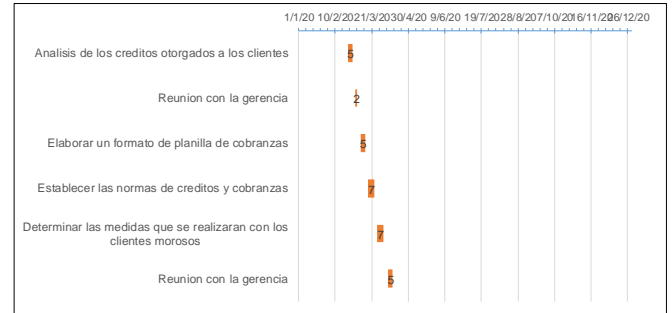 1/1/20 10/2/2021/3/2030/4/20 9/6/20 19/7/2028/8/2007/10/2016/11/2026/12/20
Analisis de los creditos otorgados a los clientes 5
Reunion con la gerencia 2
Elaborar un formato de planilla de cobranzas 5
Establecer las normas de creditos y cobranzas 7
Determinar las medidas que se realizaran con los
clientes morosos 7
Reunion con la gerencia 5